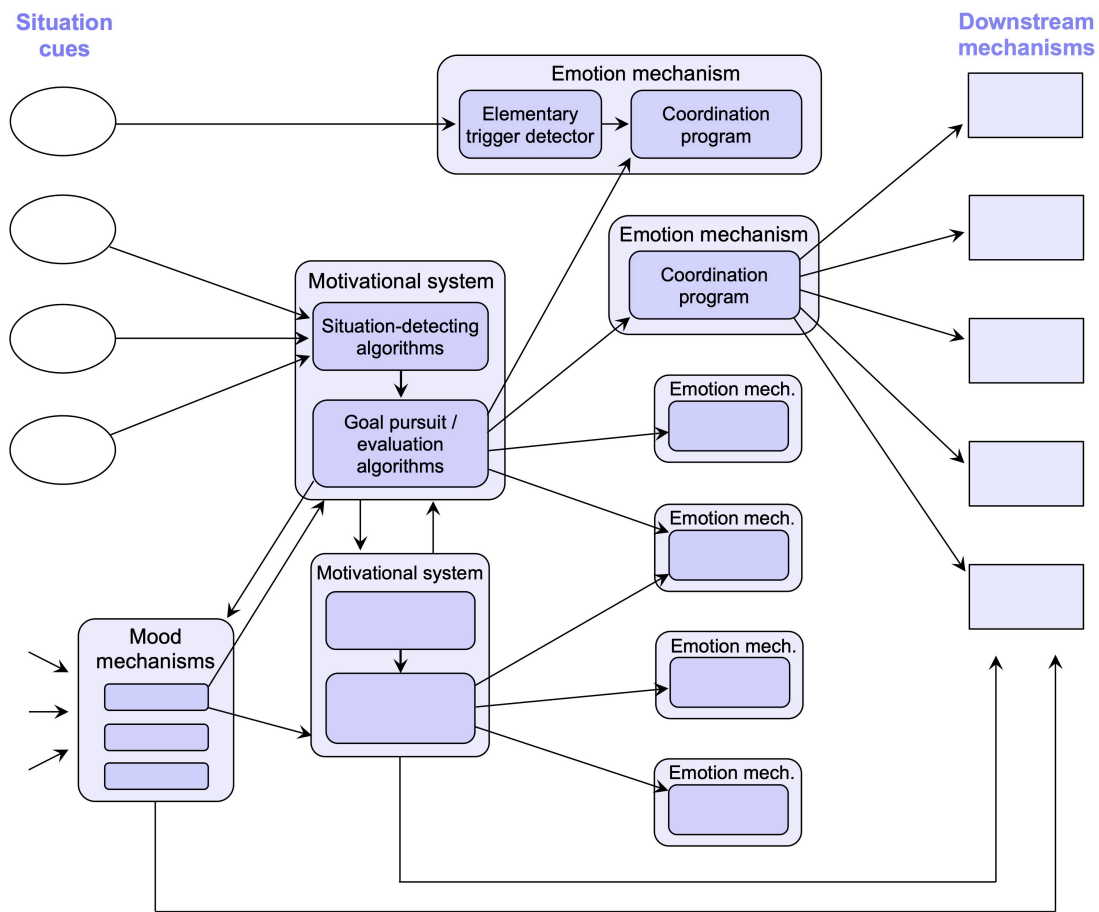 Situation
cues
Downstream
mechanisms
Emotion mechanism
Elementary
trigger detector
Coordination
program
Emotion mechanism
Coordination
program
Motivational system
Situation-detecting
algorithms
Goal pursuit /
evaluation
algorithms
Emotion mech.
Emotion mech.
Motivational system
Mood
mechanisms
Emotion mech.
Emotion mech.